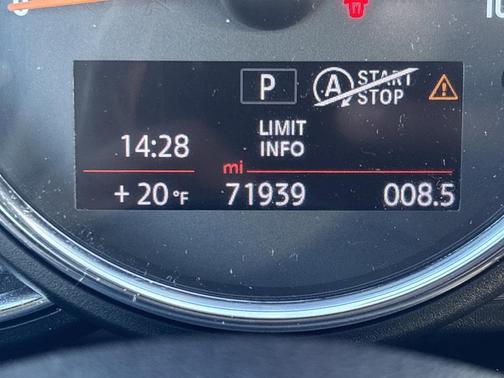 P (A) START
STOP
LIMIT
14:28 INFO
mi
+ 20 °F 71939 008.5